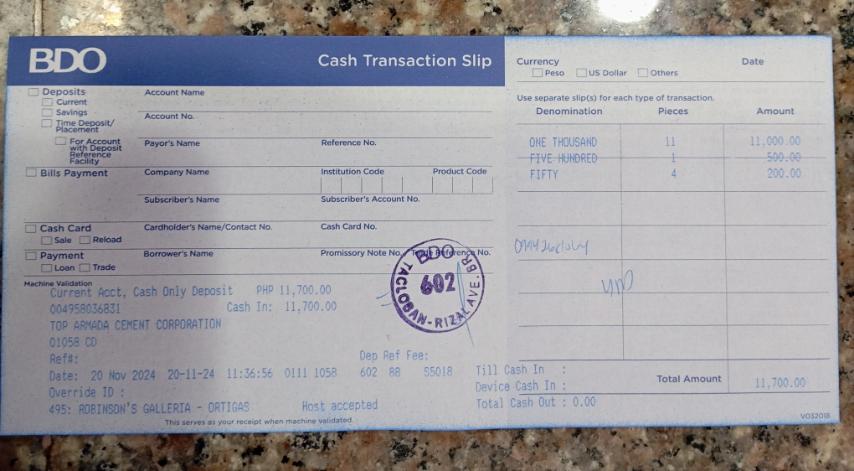 BDO
Cash Transaction Slip
Currency
Date
Peso US Dollar Others
Deposits
Current
Savings
Time Deposit/
Placement
For Account
with Deposit
Reference
Facility
Account Name
Account No.
Payor's Name Reference No.
Bills Payment
Company Name Institution Code Product Code
Subscriber's Name Subscriber's Account No.
Cash Card
Sale Reload
Cardholder's Name/Contact No. Cash Card No.
Payment
Loan Trade
Borrower's Name Promissory Note No. Trade Reference No.
Use separate slip(s) for each type of transaction.
Denomination Pieces Amount
ONE THOUSAND 11 11,000.00
FIVE HUNDRED 1 500.00
FIFTY 4 200.00
BDO
602
TACLOBAN-RIZAL AVE. BR
Machine Validation
Current Acct, Cash Only Deposit PHP 11,700.00
004958036831 Cash In: 11,700.00
TOP ARMADA CEMENT CORPORATION
01058 CD
Ref#: Dep Ref Fee:
Date: 20 Nov 2024 20-11-24 11:36:56 0111 1058 602 88 S5018
Override ID :
495: ROBINSON'S GALLERIA - ORTIGAS Host accepted
This serves as your receipt when machine validated.
Till Cash In :
Device Cash In :
Total Cash Out : 0.00
Total Amount 11,700.00
V032018